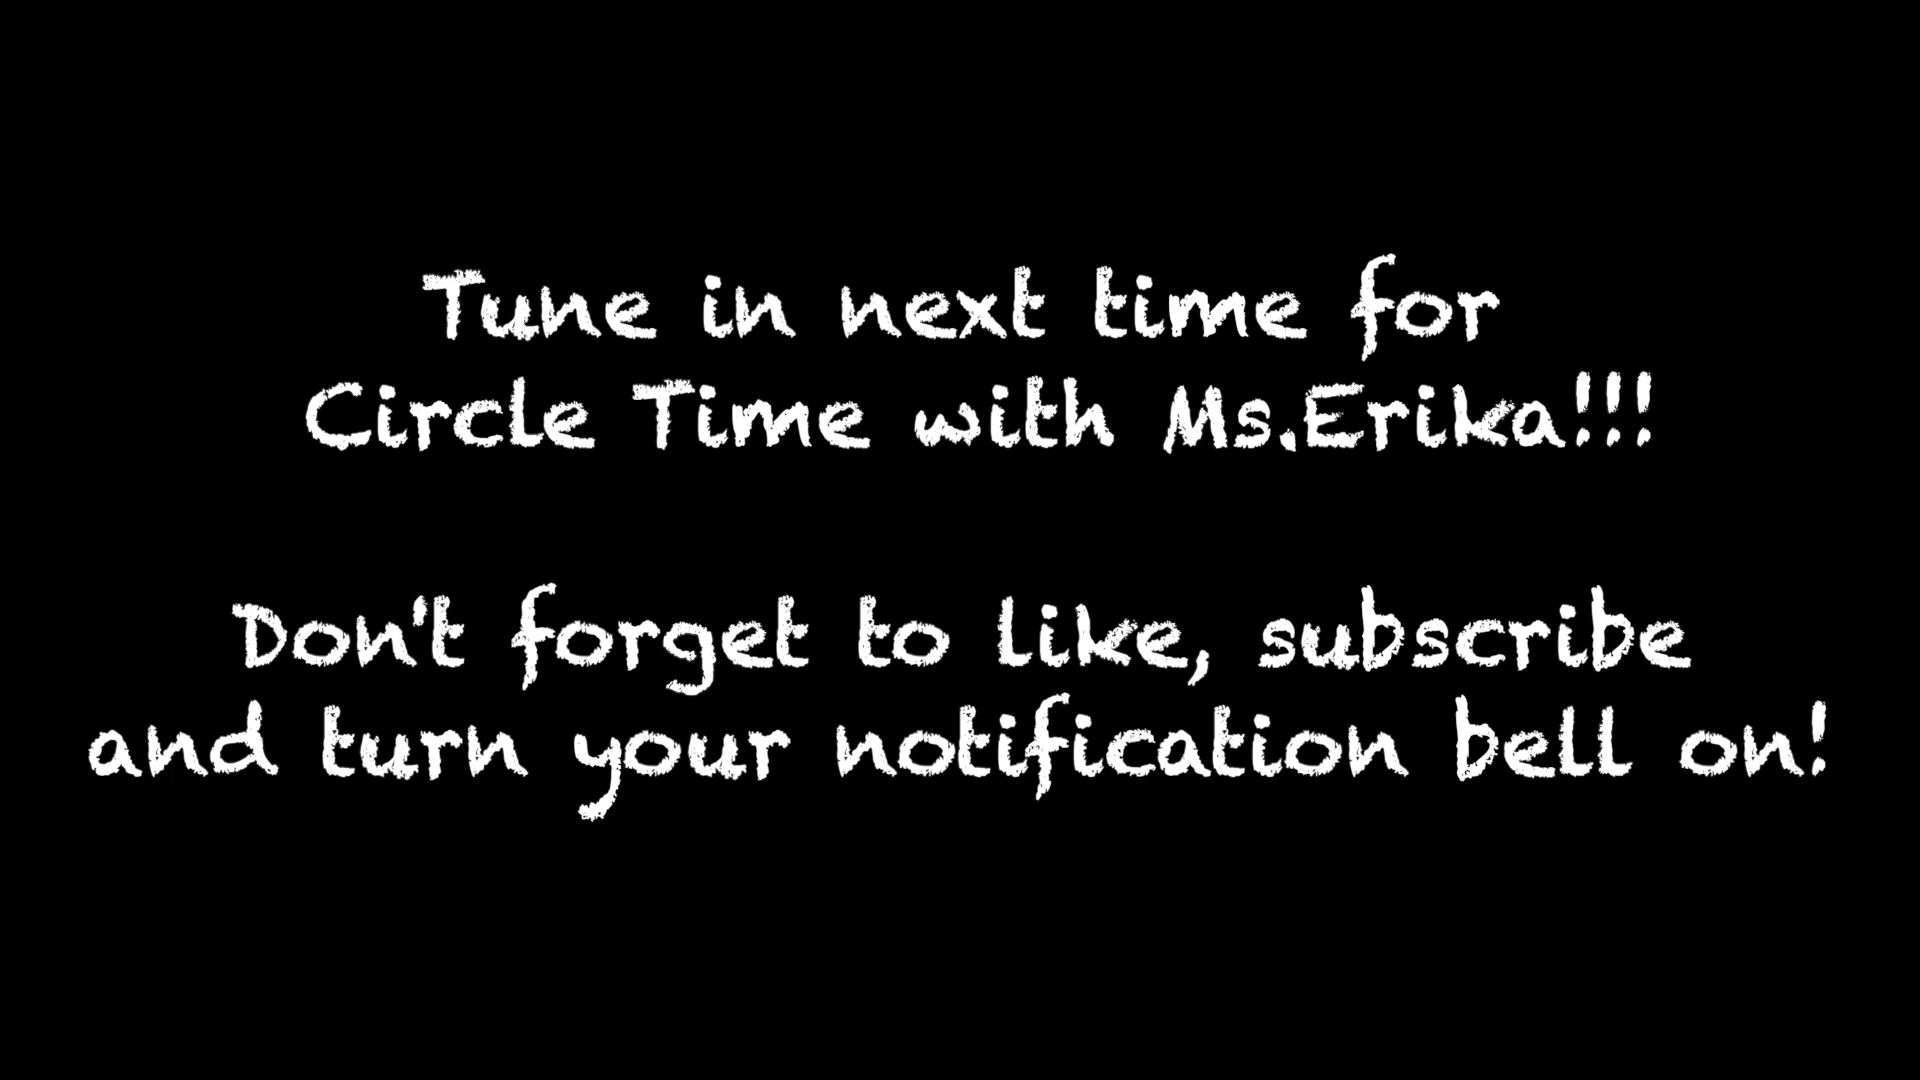 Tune in next time for
Circle Time with Ms.Erika!!!
Don't forget to like, subscribe
and turn your notification bell on!